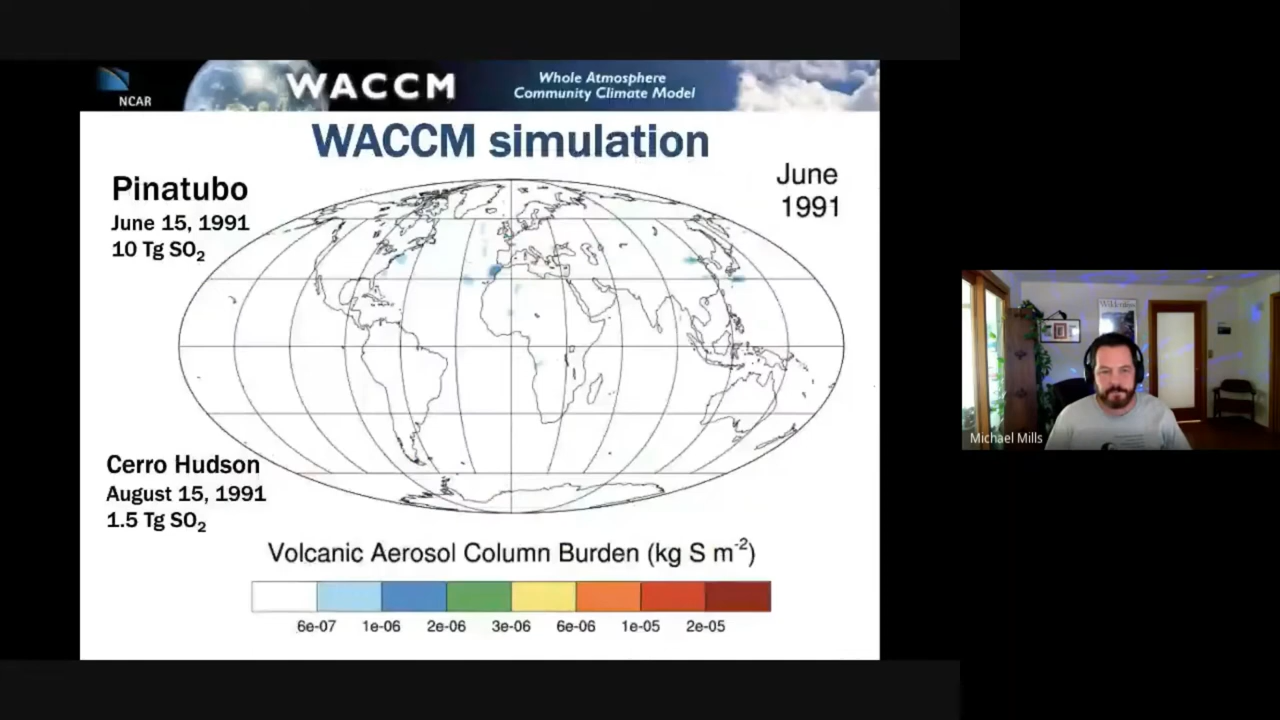 NCAR
WACCM
Whole Atmosphere
Community Climate Model
WACCM simulation
Pinatubo
June 15, 1991
10 Tg SO₂
June
1991
Cerro Hudson
August 15, 1991
1.5 Tg SO₂
Volcanic Aerosol Column Burden (kg S m⁻²)
6e-07 1e-06 2e-06 3e-06 6e-06 1e-05 2e-05
Michael Mills